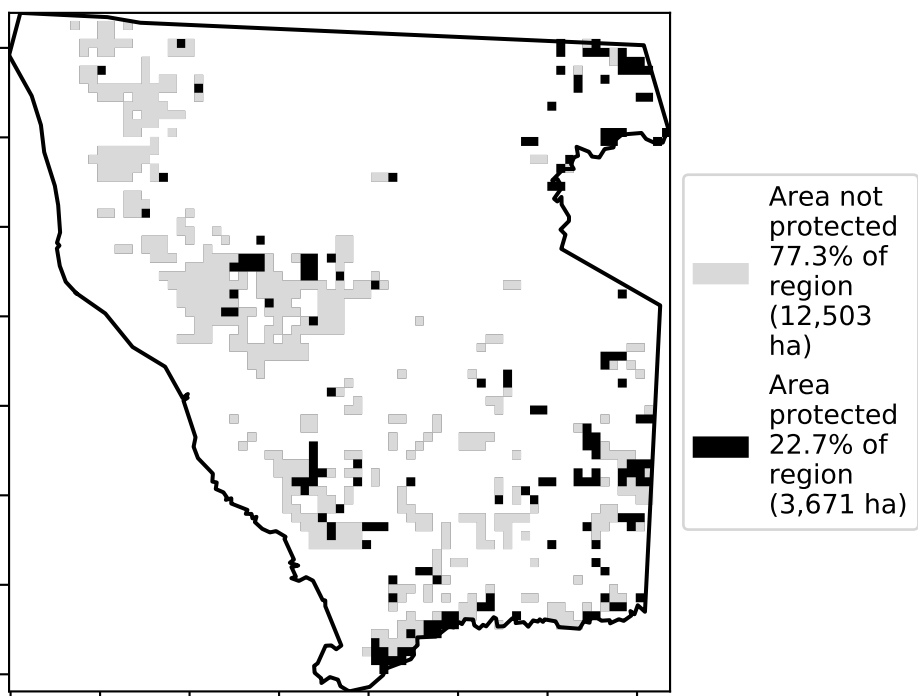 Area not
protected
77.3% of
region
(12,503
ha)
Area
protected
22.7% of
region
(3,671 ha)